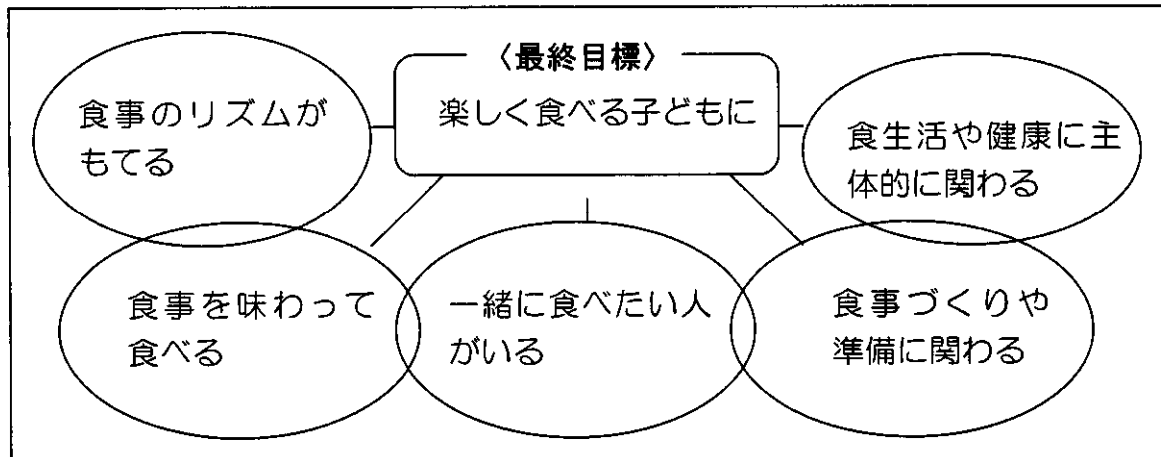 〈最終目標〉
楽しく食べる子どもに
食事のリズムが
もてる
食生活や健康に主
体的に関わる
食事を味わって
食べる
一緒に食べたい人
がいる
食事づくりや
準備に関わる